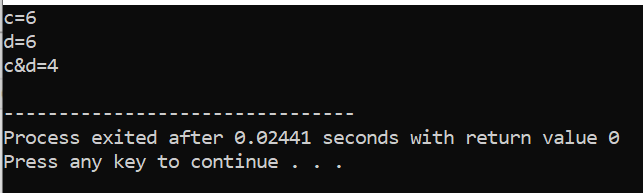 c=6
d=6
c&d=4
--------------------------------
Process exited after 0.02441 seconds with return value 0
Press any key to continue . . .